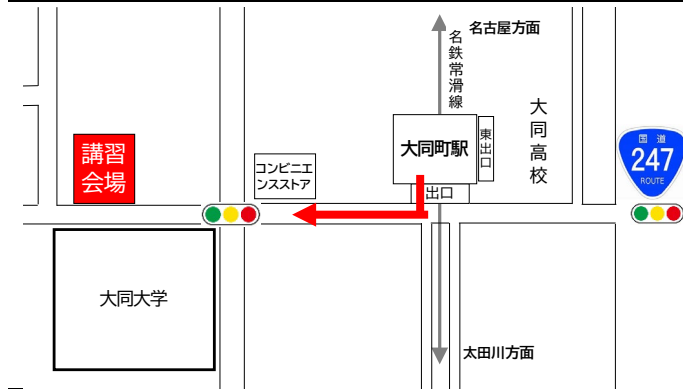 名古屋方面
名鉄常滑線
大同高校
国道
247
ROUTE
講習
会場
コンビニエ
ンスストア
大同町駅
東出口
出口
大同大学
太田川方面